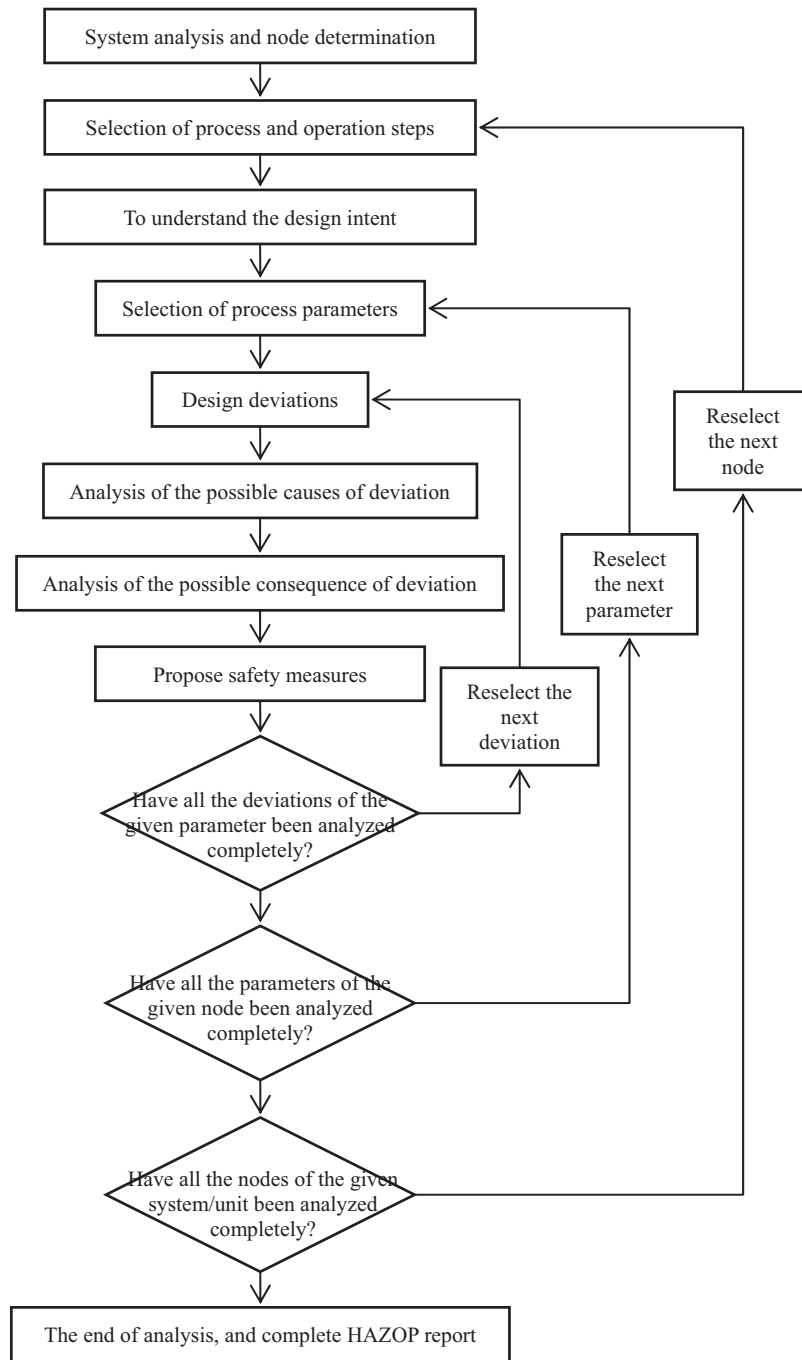 System analysis and node determination
Selection of process and operation steps
To understand the design intent
Selection of process parameters
Design deviations
Reselect
the next
node
Analysis of the possible causes of deviation
Reselect
the next
parameter
Analysis of the possible consequence of deviation
Propose safety measures
Reselect the
next
deviation
Have all the deviations of the
given parameter been analyzed
completely?
Have all the parameters of the
given node been analyzed
completely?
Have all the nodes of the given
system/unit been analyzed
completely?
The end of analysis, and complete HAZOP report